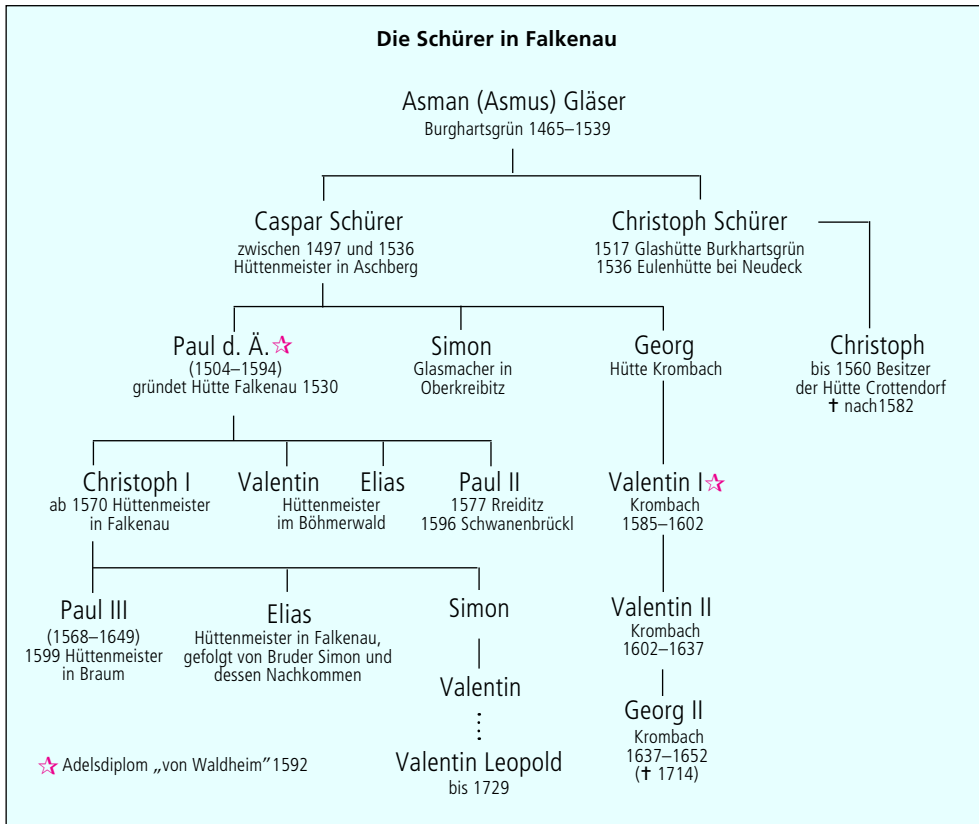 Die Schürer in Falkenau
Asman (Asmus) Gläser
Burghartsgrün 1465–1539
Caspar Schürer
zwischen 1497 und 1536
Hüttenmeister in Aschberg
Christoph Schürer
1517 Glashütte Burkhartsgrün
1536 Eulenhütte bei Neudeck
Paul d. Ä.☆
(1504–1594)
gründet Hütte Falkenau 1530
Simon
Glasmacher in
Oberkreibitz
Georg
Hütte Krombach
Christoph
bis 1560 Besitzer
der Hütte Crottendorf
† nach1582
Christoph I
ab 1570 Hüttenmeister
in Falkenau
Valentin Elias
Hüttenmeister
im Böhmerwald
Paul II
1577 Rreiditz
1596 Schwanenbrückl
Valentin I☆
Krombach
1585–1602
Paul III
(1568–1649)
1599 Hüttenmeister
in Braum
Elias
Hüttenmeister in Falkenau,
gefolgt von Bruder Simon und
dessen Nachkommen
Simon
Valentin
Valentin Leopold
bis 1729
Valentin II
Krombach
1602–1637
Georg II
Krombach
1637–1652
(† 1714)
☆ Adelsdiplom „von Waldheim" 1592